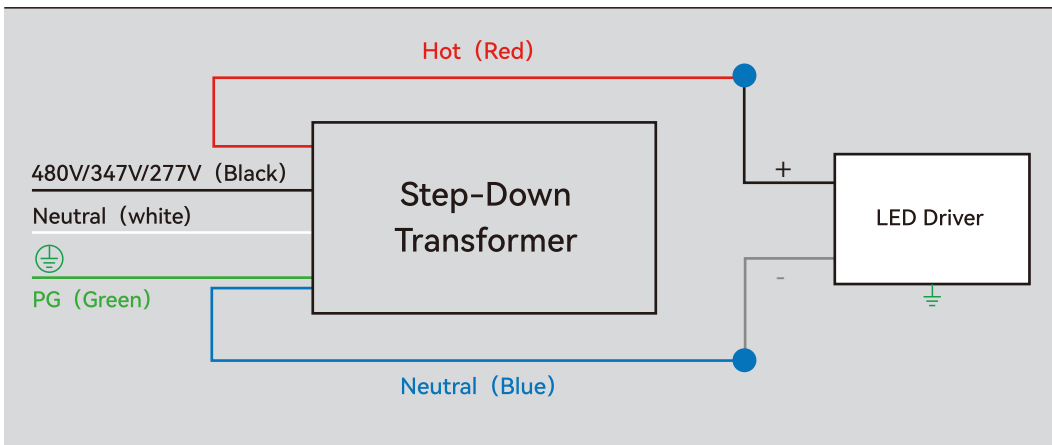 Hot（Red）
480V/347V/277V（Black）
Neutral（white）
PG（Green）
Step-Down
Transformer
+
LED Driver
-
Neutral（Blue）